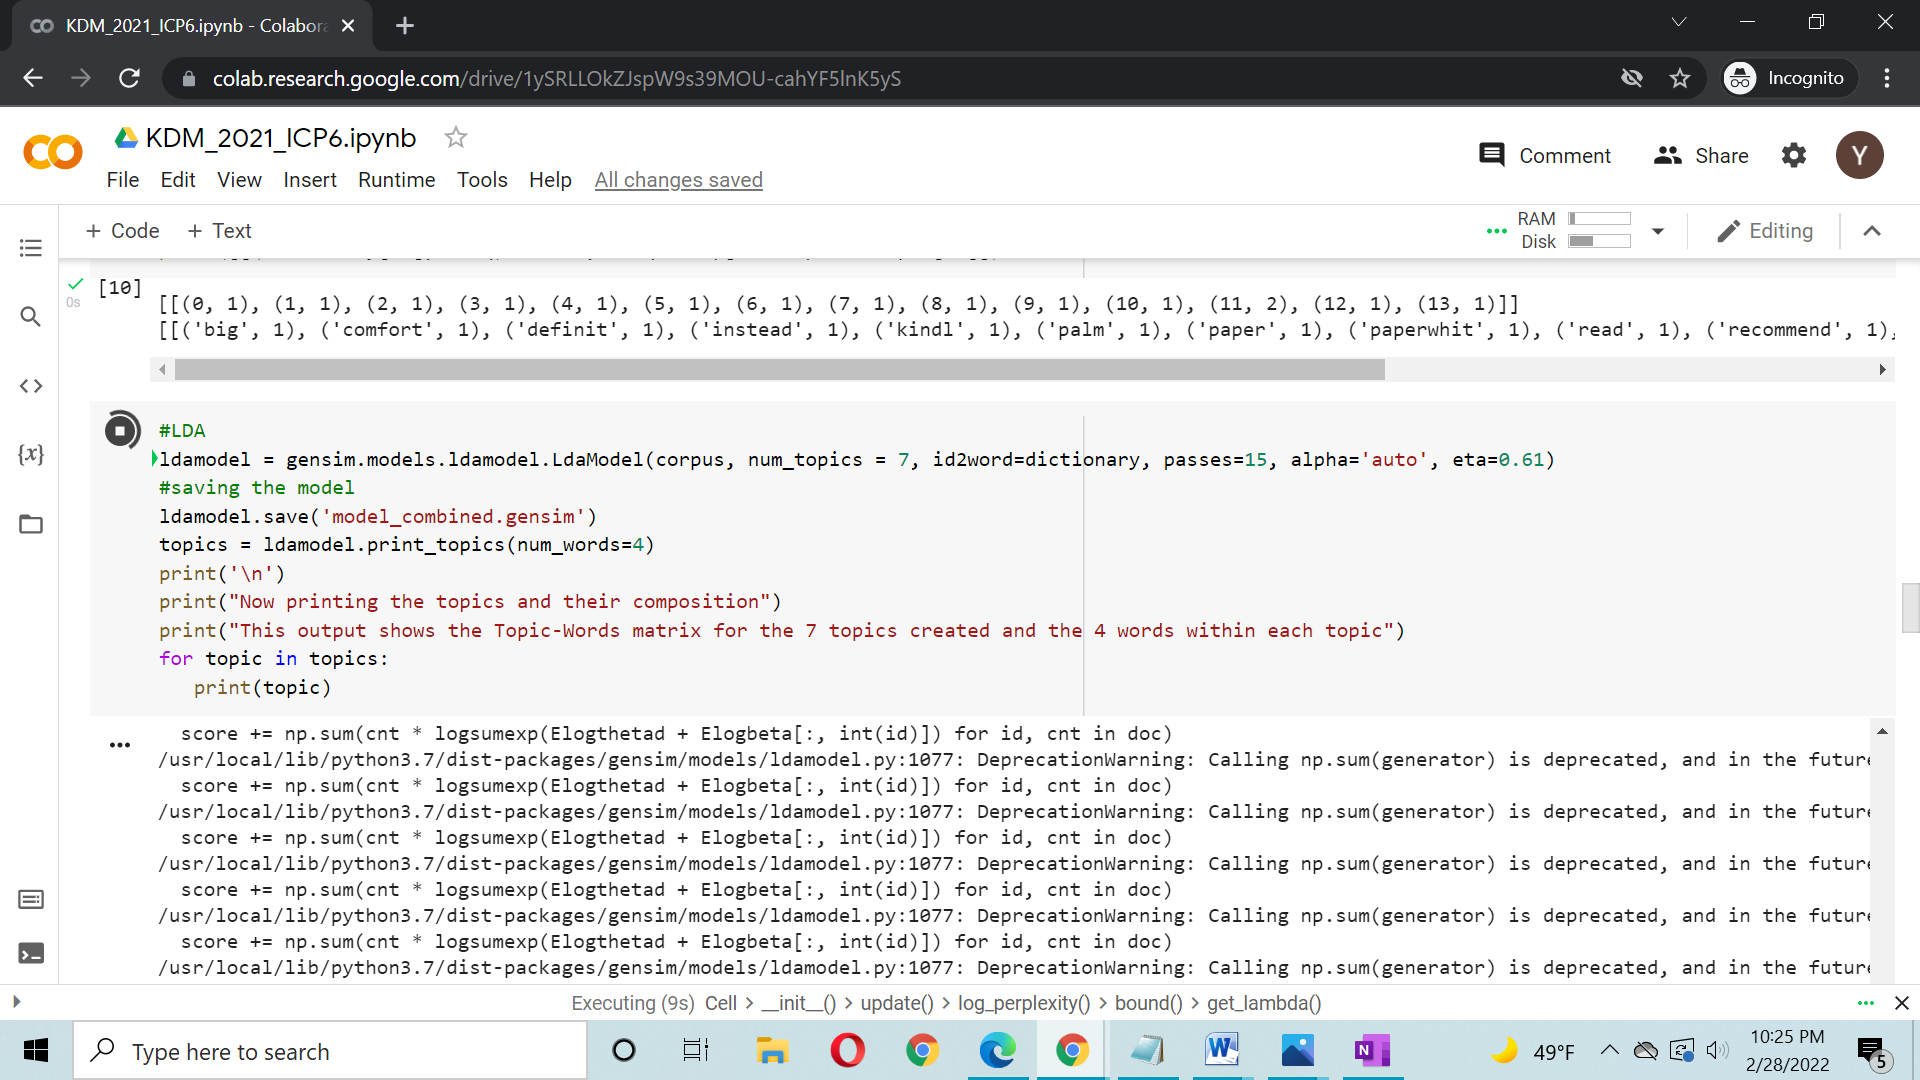 KDM_2021_ICP6.ipynb - Colabora
colab.research.google.com/drive/1ySRLLOkZJspW9s39MOU-cahYF5lnK5yS
Incognito
KDM_2021_ICP6.ipynb
File Edit View Insert Runtime Tools Help All changes saved
Comment Share Y
+ Code + Text
RAM
Disk
Editing
[10]
0s
[[(0, 1), (1, 1), (2, 1), (3, 1), (4, 1), (5, 1), (6, 1), (7, 1), (8, 1), (9, 1), (10, 1), (11, 2), (12, 1), (13, 1)]]
[[('big', 1), ('comfort', 1), ('definit', 1), ('instead', 1), ('kindl', 1), ('palm', 1), ('paper', 1), ('paperwhit', 1), ('read', 1), ('recommend', 1),
#LDA
ldamodel = gensim.models.ldamodel.LdaModel(corpus, num_topics = 7, id2word=dictionary, passes=15, alpha='auto', eta=0.61)
#saving the model
ldamodel.save('model_combined.gensim')
topics = ldamodel.print_topics(num_words=4)
print('\n')
print("Now printing the topics and their composition")
print("This output shows the Topic-Words matrix for the 7 topics created and the 4 words within each topic")
for topic in topics:
   print(topic)
  score += np.sum(cnt * logsumexp(Elogthetad + Elogbeta[:, int(id)]) for id, cnt in doc)
/usr/local/lib/python3.7/dist-packages/gensim/models/ldamodel.py:1077: DeprecationWarning: Calling np.sum(generator) is deprecated, and in the future
  score += np.sum(cnt * logsumexp(Elogthetad + Elogbeta[:, int(id)]) for id, cnt in doc)
/usr/local/lib/python3.7/dist-packages/gensim/models/ldamodel.py:1077: DeprecationWarning: Calling np.sum(generator) is deprecated, and in the future
  score += np.sum(cnt * logsumexp(Elogthetad + Elogbeta[:, int(id)]) for id, cnt in doc)
/usr/local/lib/python3.7/dist-packages/gensim/models/ldamodel.py:1077: DeprecationWarning: Calling np.sum(generator) is deprecated, and in the future
  score += np.sum(cnt * logsumexp(Elogthetad + Elogbeta[:, int(id)]) for id, cnt in doc)
/usr/local/lib/python3.7/dist-packages/gensim/models/ldamodel.py:1077: DeprecationWarning: Calling np.sum(generator) is deprecated, and in the future
  score += np.sum(cnt * logsumexp(Elogthetad + Elogbeta[:, int(id)]) for id, cnt in doc)
/usr/local/lib/python3.7/dist-packages/gensim/models/ldamodel.py:1077: DeprecationWarning: Calling np.sum(generator) is deprecated, and in the future
Executing (9s) Cell > __init__() > update() > log_perplexity() > bound() > get_lambda()
Type here to search
49°F
10:25 PM
2/28/2022
5